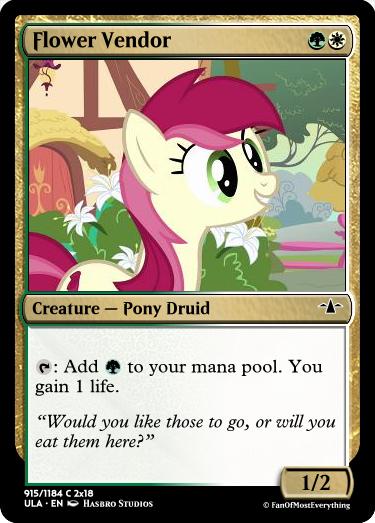 Flower Vendor
Creature — Pony Druid
: Add to your mana pool. You
gain 1 life.
“Would you like those to go, or will you
eat them here?”
1/2
915/1184 C 2x18
ULA • EN Hasbro Studios
© FanOfMostEverything